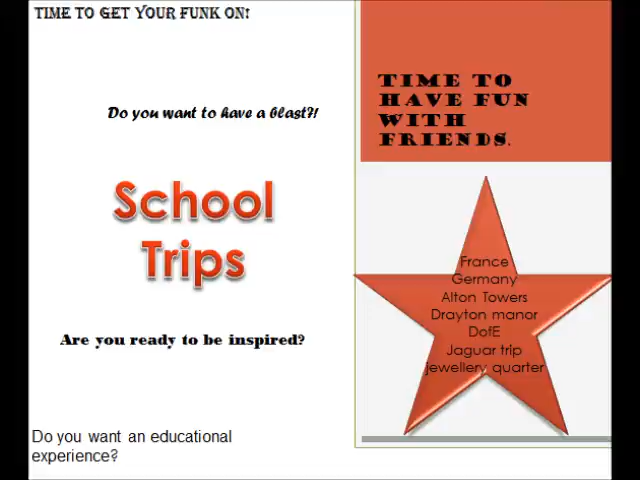 TIME TO GET YOUR FUNK ON!
Do you want to have a blast?!
School
Trips
Are you ready to be inspired?
Do you want an educational
experience?
TIME TO
HAVE FUN
WITH
FRIENDS.
France
Germany
Alton Towers
Drayton manor
DofE
Jaguar trip
jewellery quarter